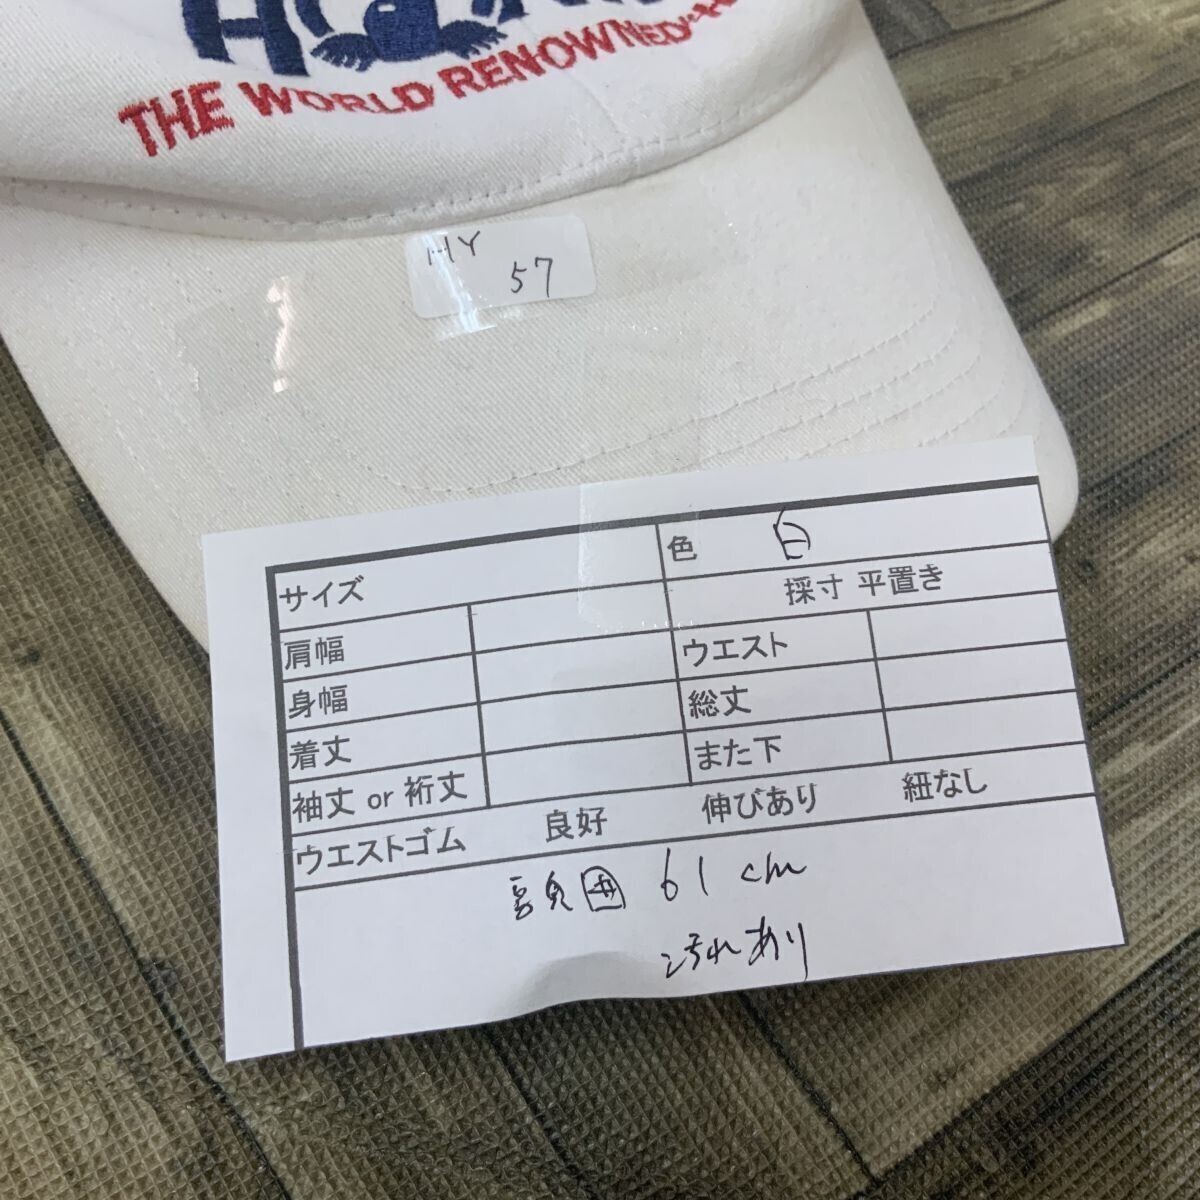 THE WORLD RENOWNED
HY
57
サイズ
色 白
採寸 平置き
肩幅
ウエスト
身幅
総丈
着丈
また下
袖丈 or 裄丈
ウエストゴム 良好 伸びあり 紐なし
頭囲 61 cm
汚れあり